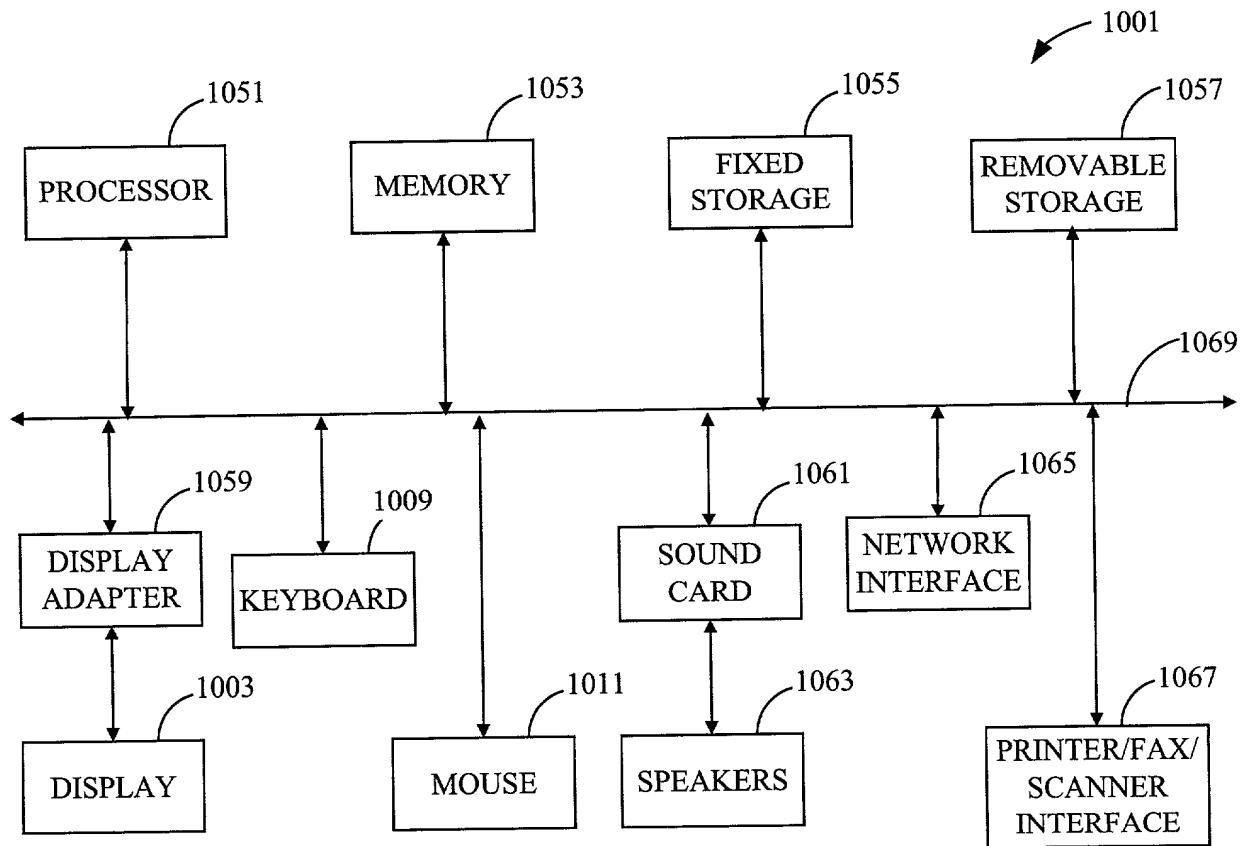 1001
1051
1053
1055
1057
PROCESSOR
MEMORY
FIXED
STORAGE
REMOVABLE
STORAGE
1069
1059
1009
1061
1065
DISPLAY
ADAPTER
KEYBOARD
SOUND
CARD
NETWORK
INTERFACE
1003
1011
1063
1067
DISPLAY
MOUSE
SPEAKERS
PRINTER/FAX/
SCANNER
INTERFACE